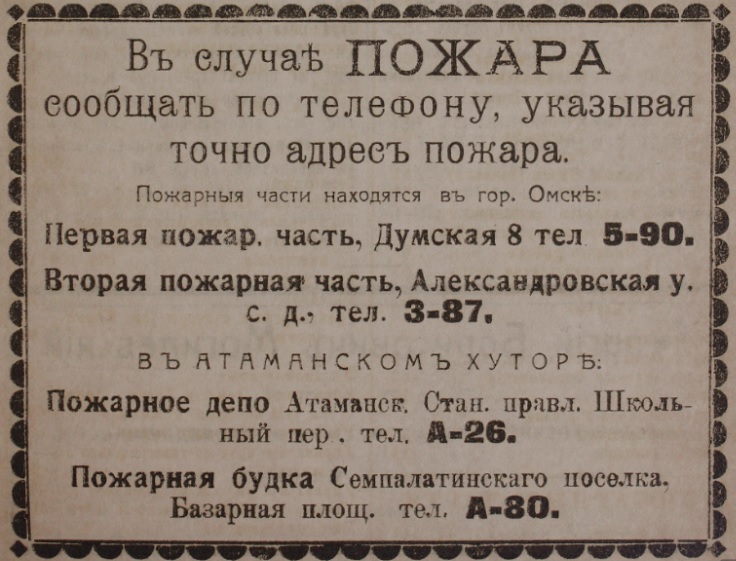 Въ случаѣ ПОЖАРА
сообщать по телефону, указывая
точно адресъ пожара.
Пожарныя части находятся въ гор. Омскѣ:
Первая пожар. часть, Думская 8 тел 5-90.
Вторая пожарная часть, Александровская у.
с. д., тел. 3-87.
ВЪ АТАМАНСКОМЪ ХУТОРѢ:
Пожарное депо Атаманск. Стан. правл. Школь-
ный пер. тел. А-26.
Пожарная будка Семпалатинскаго поселка.
Базарная площ. тел. А-80.